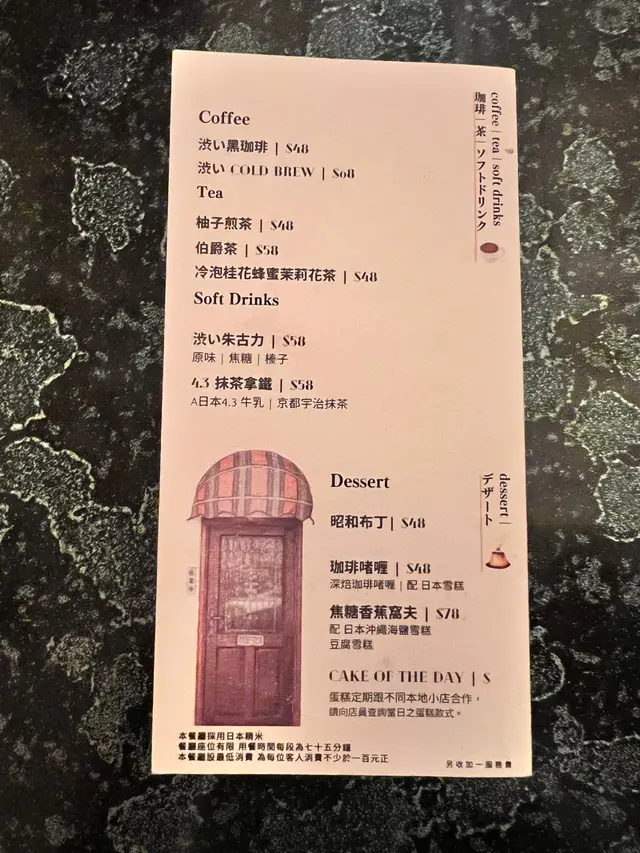 coffee | tea | soft drinks
珈琲 | 茶 | ソフトドリンク
Coffee
渋い黒珈琲 | $48
渋い COLD BREW | $68
Tea
柚子煎茶 | $48
伯爵茶 | $58
冷泡桂花蜂蜜茉莉花茶 | $48
Soft Drinks
渋い朱古力 | $58
原味 | 焦糖 | 榛子
4.3 抹茶拿鐵 | $58
A日本4.3 牛乳 | 京都宇治抹茶
dessert |
デザート
Dessert
昭和布丁 | $48
珈琲啫喱 | $48
深焙珈琲啫喱 | 配 日本雪糕
焦糖香蕉窩夫 | $78
配 日本沖繩海鹽雪糕
豆腐雪糕
CAKE OF THE DAY | $
蛋糕定期跟不同本地小店合作，
請向店員查詢當日之蛋糕款式。
本餐廳採用日本精米
餐廳座位有限 用餐時間每段為七十五分鐘
本餐廳設最低消費 為每位客人消費不少於一百元正
另收加一服務費